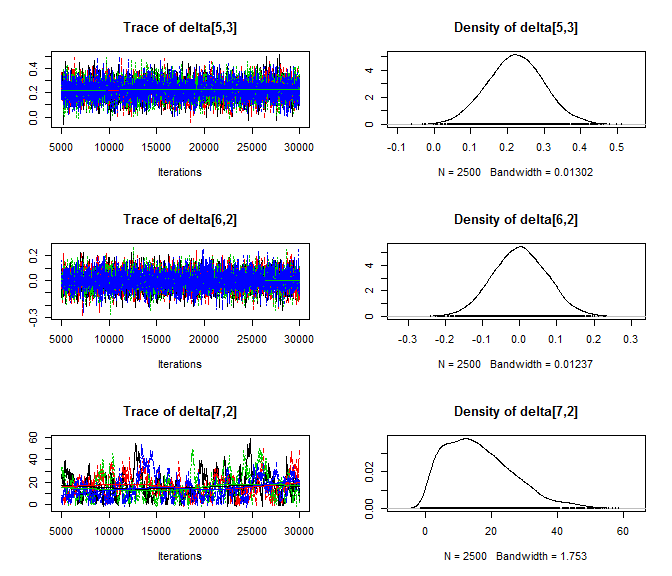 Trace of delta[5,3]
0.0 0.2 0.4
5000 10000 15000 20000 25000 30000
Iterations
Density of delta[5,3]
0 2 4
-0.1 0.0 0.1 0.2 0.3 0.4 0.5
N = 2500 Bandwidth = 0.01302
Trace of delta[6,2]
-0.3 0.0 0.2
5000 10000 15000 20000 25000 30000
Iterations
Density of delta[6,2]
0 2 4
-0.3 -0.2 -0.1 0.0 0.1 0.2 0.3
N = 2500 Bandwidth = 0.01237
Trace of delta[7,2]
0 20 40 60
5000 10000 15000 20000 25000 30000
Iterations
Density of delta[7,2]
0.00 0.02
0 20 40 60
N = 2500 Bandwidth = 1.753